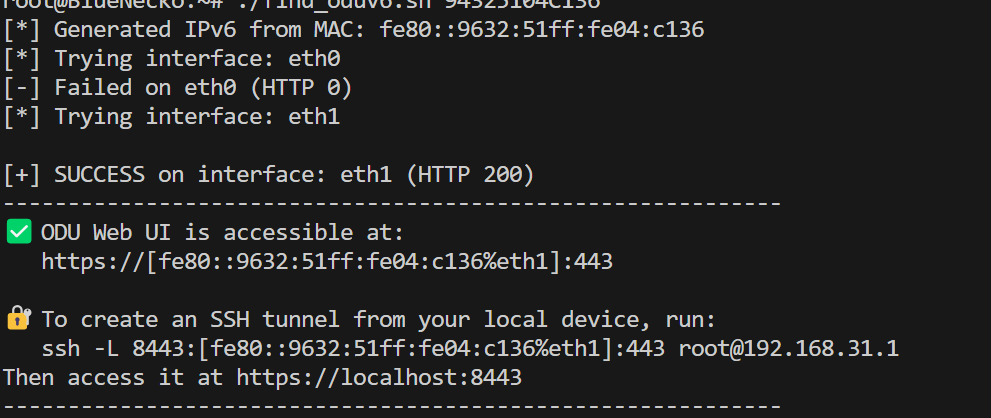 root@BlueNecko:~# ./find_oduv6.sh 94325104C136
[*] Generated IPv6 from MAC: fe80::9632:51ff:fe04:c136
[*] Trying interface: eth0
[-] Failed on eth0 (HTTP 0)
[*] Trying interface: eth1
[+] SUCCESS on interface: eth1 (HTTP 200)
------------------------------------------------------------
✅ ODU Web UI is accessible at:
https://[fe80::9632:51ff:fe04:c136%eth1]:443
🔐 To create an SSH tunnel from your local device, run:
ssh -L 8443:[fe80::9632:51ff:fe04:c136%eth1]:443 root@192.168.31.1
Then access it at https://localhost:8443
------------------------------------------------------------